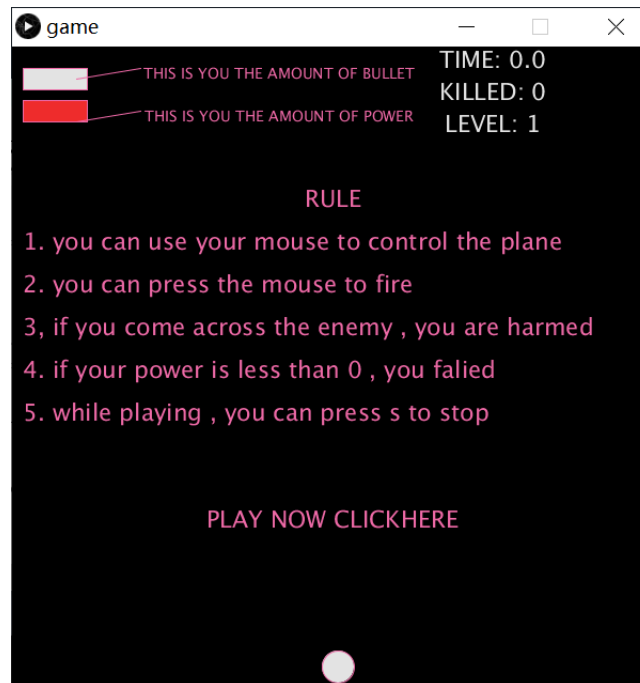 game
THIS IS YOU THE AMOUNT OF BULLET
THIS IS YOU THE AMOUNT OF POWER
TIME: 0.0
KILLED: 0
LEVEL: 1
RULE
1. you can use your mouse to control the plane
2. you can press the mouse to fire
3, if you come across the enemy , you are harmed
4. if your power is less than 0 , you falied
5. while playing , you can press s to stop
PLAY NOW CLICKHERE